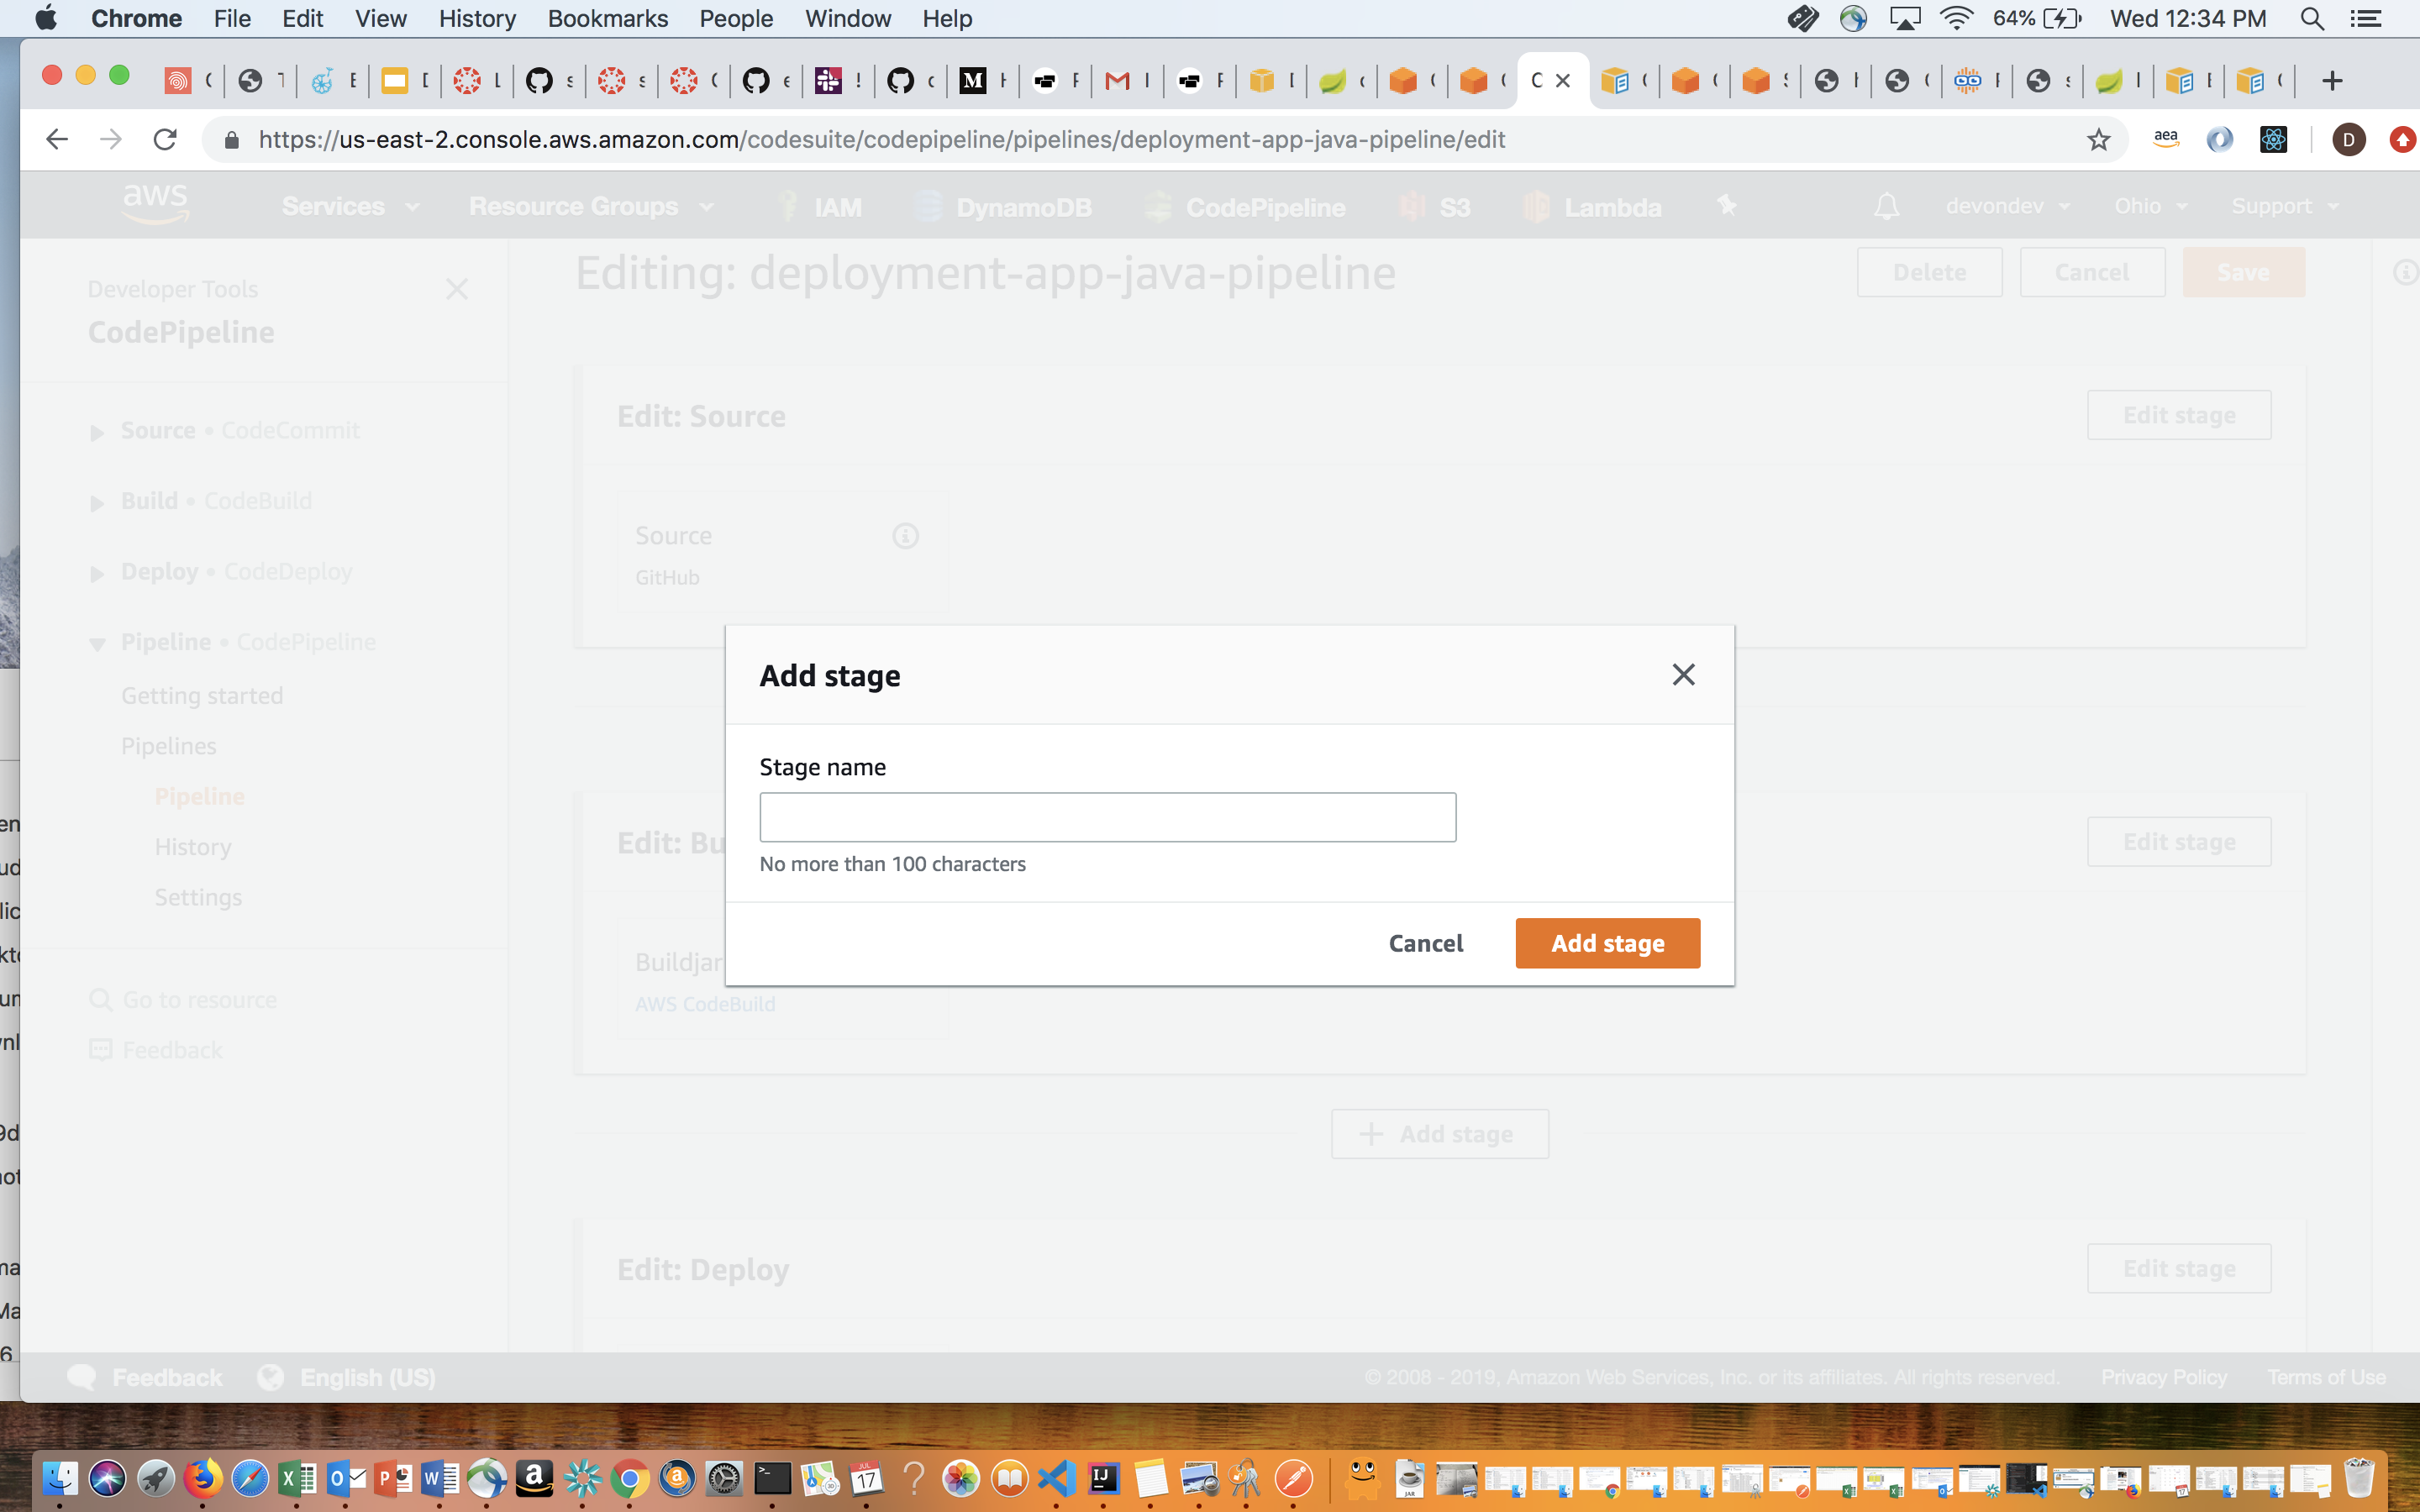 Chrome File Edit View History Bookmarks People Window Help 64% Wed 12:34 PM
https://us-east-2.console.aws.amazon.com/codesuite/codepipeline/pipelines/deployment-app-java-pipeline/edit
aea
D
aws Services Resource Groups IAM DynamoDB CodePipeline S3 Lambda devondev Ohio Support
Editing: deployment-app-java-pipeline
Delete Cancel Save
Developer Tools
CodePipeline
Source • CodeCommit
Build • CodeBuild
Deploy • CodeDeploy
Pipeline • CodePipeline
Getting started
Pipelines
Pipeline
History
Settings
Go to resource
Feedback
Edit: Source
Edit stage
Source
GitHub
Add stage
Stage name
No more than 100 characters
Cancel Add stage
Edit: Bu
Edit stage
Buildjar
AWS CodeBuild
+ Add stage
Edit: Deploy
Edit stage
Feedback English (US)
© 2008 - 2019, Amazon Web Services, Inc. or its affiliates. All rights reserved. Privacy Policy Terms of Use
JUL
17
IJ
JAR